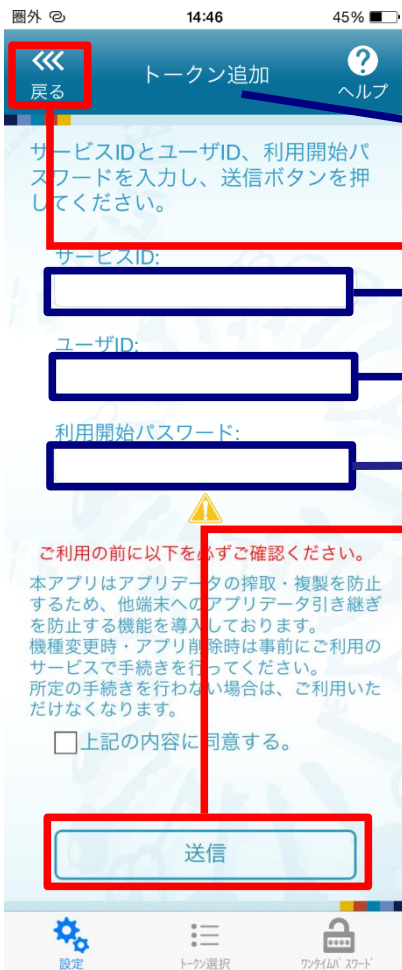 圏外 14:46 45%
戻る トークン追加 ヘルプ
サービスIDとユーザID、利用開始パ
スワードを入力し、送信ボタンを押
してください。
サービスID:
ユーザID:
利用開始パスワード:
ご利用の前に以下を必ずご確認ください。
本アプリはアプリデータの搾取・複製を防止
するため、他端末へのアプリデータ引き継ぎ
を防止する機能を導入しております。
機種変更時・アプリ削除時は事前にご利用の
サービスで手続きを行ってください。
所定の手続きを行わない場合は、ご利用いた
だけなくなります。
上記の内容に同意する。
送信
設定 トークン選択 ワンタイムパスワード